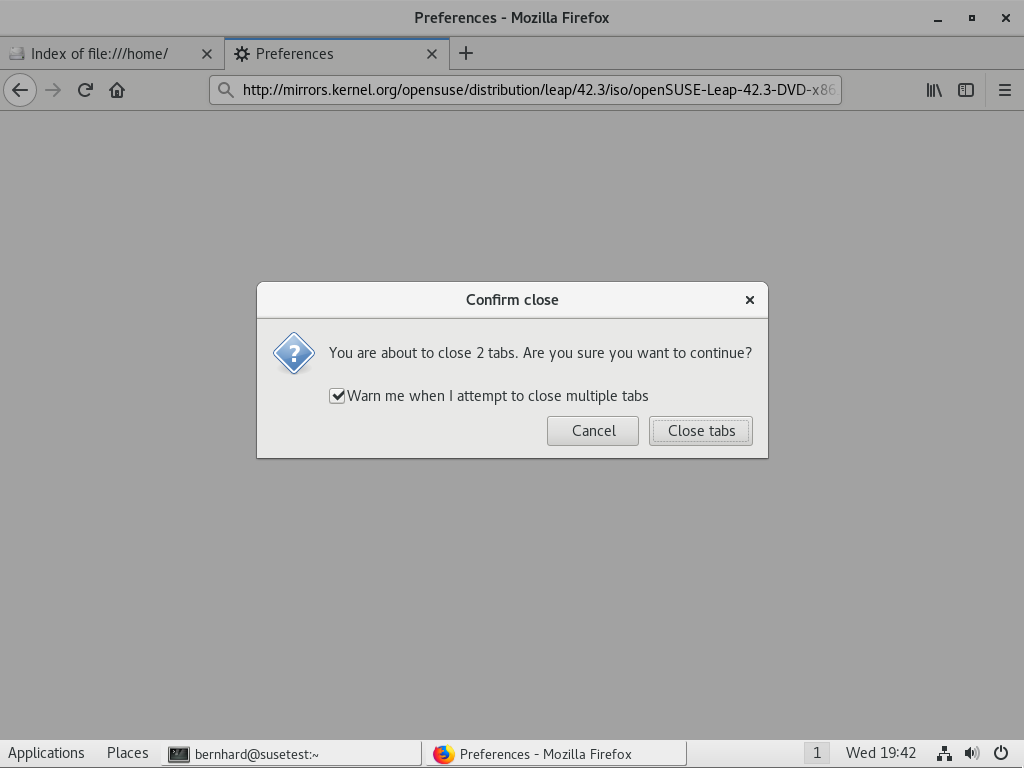 Preferences - Mozilla Firefox
Index of file:///home/
Preferences
http://mirrors.kernel.org/opensuse/distribution/leap/42.3/iso/openSUSE-Leap-42.3-DVD-x86
Confirm close
You are about to close 2 tabs. Are you sure you want to continue?
Warn me when I attempt to close multiple tabs
Cancel
Close tabs
Applications
Places
bernhard@susetest:~
Preferences - Mozilla Firefox
1
Wed 19:42